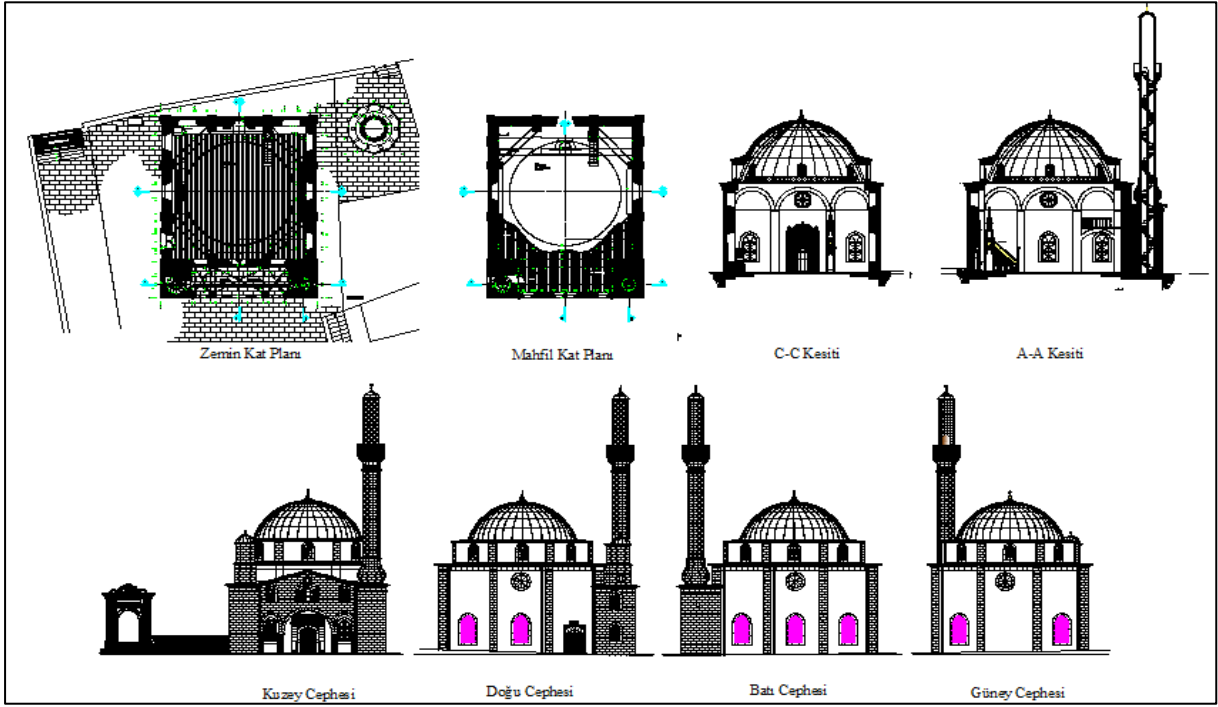 Zemin Kat Planı
Mahfil Kat Planı
C-C Kesiti
A-A Kesiti
Kuzey Cephesi
Doğu Cephesi
Batı Cephesi
Güney Cephesi